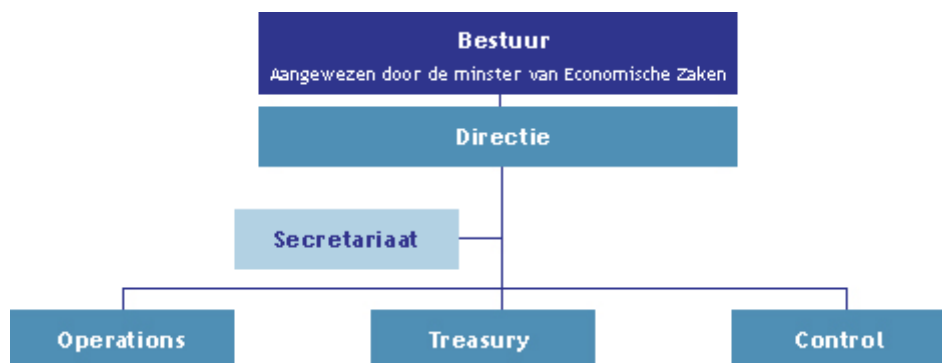 Bestuur
Aangewezen door de minster van Economische Zaken
Directie
Secretariaat
Operations
Treasury
Control